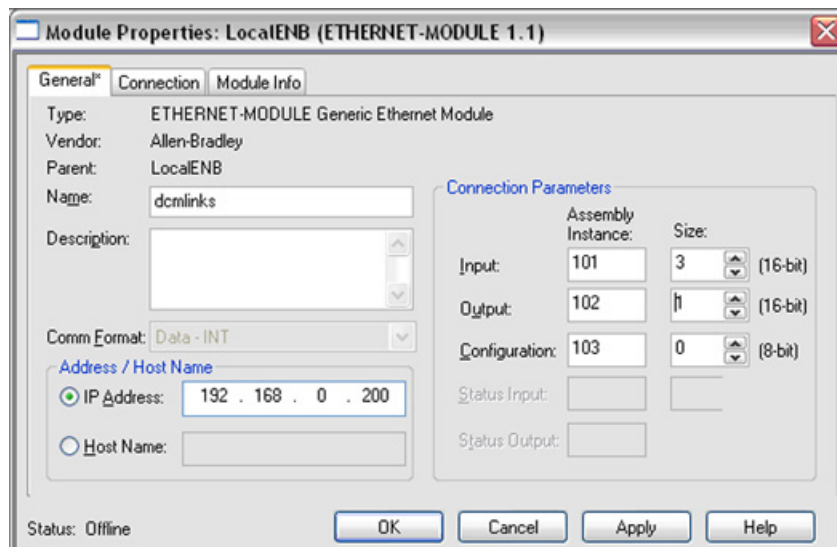 Module Properties: LocalENB (ETHERNET-MODULE 1.1)
General* Connection Module Info
Type: ETHERNET-MODULE Generic Ethernet Module
Vendor: Allen-Bradley
Parent: LocalENB
Name: dcmlinks
Description:
Comm Format: Data - INT
Address / Host Name
IP Address: 192 . 168 . 0 . 200
Host Name:
Connection Parameters
Assembly
Instance: Size:
Input: 101 3 (16-bit)
Output: 102 (16-bit)
Configuration: 103 0 (8-bit)
Status Input:
Status Output:
Status: Offline OK Cancel Apply Help